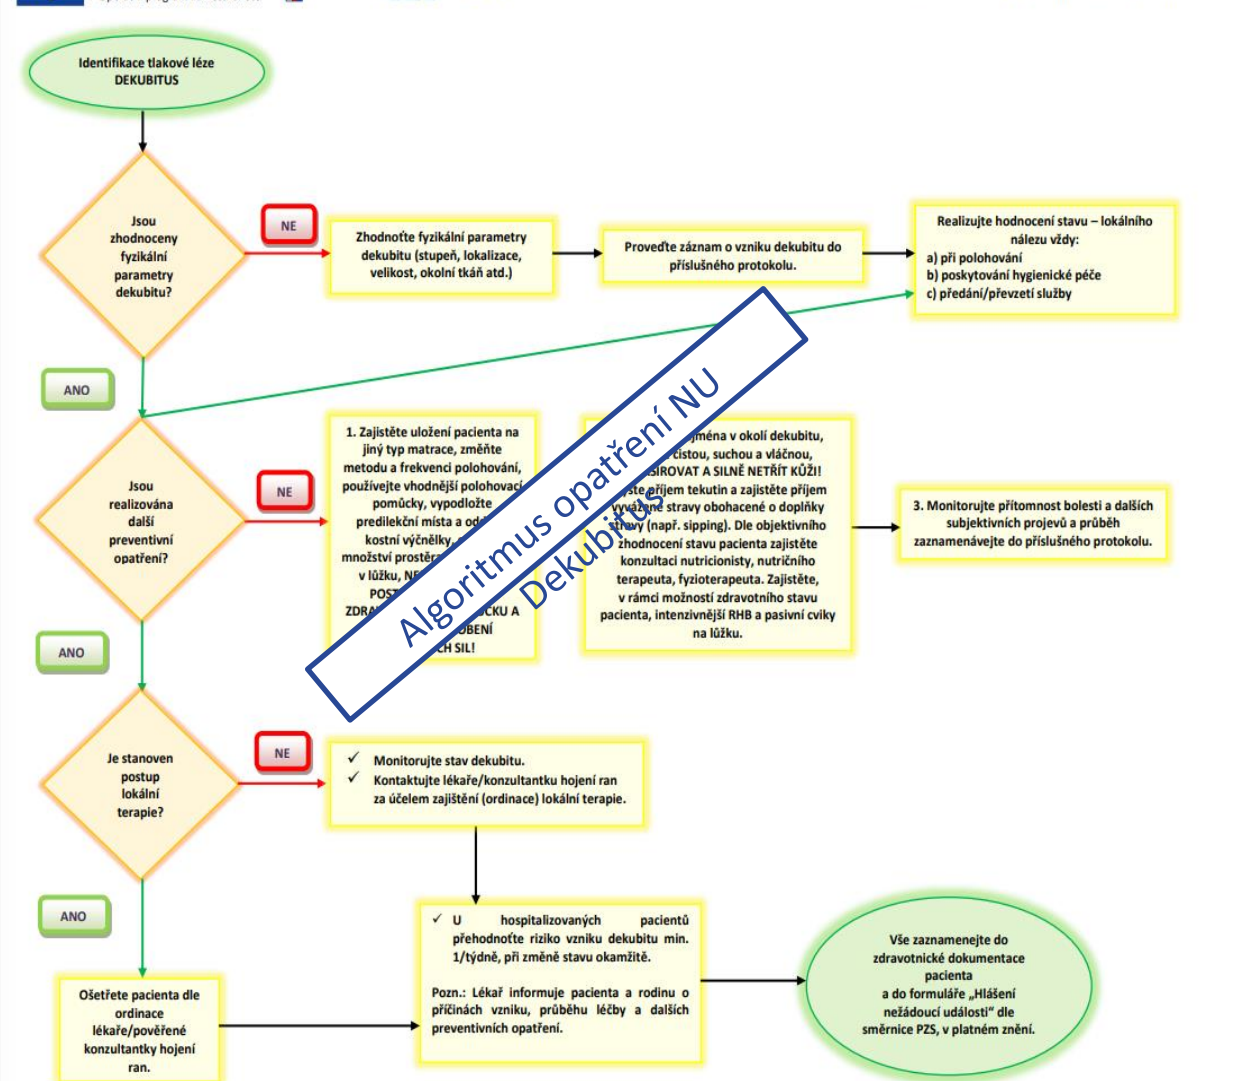 Identifikace tlakové léze
DEKUBITUS
Jsou
zhodnoceny
fyzikální
parametry
dekubitu?
NE
Zhodnoťte fyzikální parametry
dekubitu (stupeň, lokalizace,
velikost, okolní tkáň atd.)
Proveďte záznam o vzniku dekubitu do
příslušného protokolu.
Realizujte hodnocení stavu – lokálního
nálezu vždy:
a) při polohování
b) poskytování hygienické péče
c) předání/převzetí služby
ANO
Jsou
realizována
další
preventivní
opatření?
NE
1. Zajistěte uložení pacienta na
jiný typ matrace, změňte
metodu a frekvenci polohování,
používejte vhodnější polohovací
pomůcky, vypodložte
predilekční místa a
kostní výčnělky,
množství
v lůžku,
A
SIL!
v okolí dekubitu,
čistou, suchou a vláčnou,
A SILNĚ NETŘÍT KŮŽI!
příjem tekutin a zajistěte příjem
vyvážené stravy obohacené o doplňky
stravy (např. sipping). Dle objektivního
zhodnocení stavu pacienta zajistěte
konzultaci nutricionisty, nutričního
terapeuta, fyzioterapeuta. Zajistěte,
v rámci možností zdravotního stavu
pacienta, intenzivnější RHB a pasivní cviky
na lůžku.
3. Monitorujte přítomnost bolesti a dalších
subjektivních projevů a průběh
zaznamenávejte do příslušného protokolu.
Algoritmus opatření NU
Dekubitus
ANO
Je stanoven
postup
lokální
terapie?
NE
✓ Monitorujte stav dekubitu.
✓ Kontaktujte lékaře/konzultantku hojení ran
za účelem zajištění (ordinace) lokální terapie.
ANO
Ošetřete pacienta dle
ordinace
lékaře/pověřené
konzultantky hojení
ran.
✓ U hospitalizovaných pacientů
přehodnoťte riziko vzniku dekubitu min.
1/týdně, při změně stavu okamžitě.
Pozn.: Lékař informuje pacienta a rodinu o
příčinách vzniku, průběhu léčby a dalších
preventivních opatření.
Vše zaznamenejte do
zdravotnické dokumentace
pacienta
a do formuláře „Hlášení
nežádoucí události" dle
směrnice PZS, v platném znění.